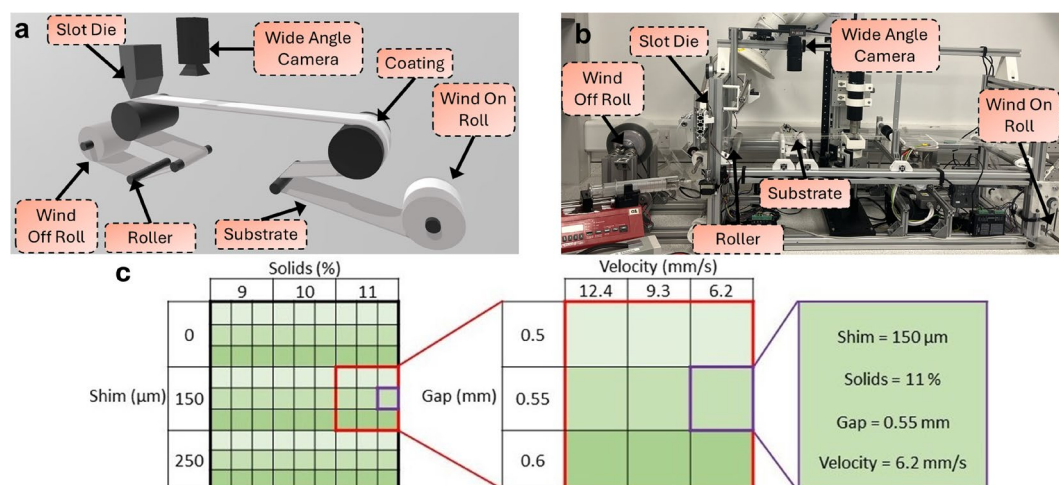 a
Slot Die
Wide Angle
Camera
Coating
Wind On
Roll
Wind
Off Roll
Roller
Substrate
b
Slot Die
Wide Angle
Camera
Wind
Off Roll
Wind On
Roll
Substrate
Roller
c
Solids (%)
9 10 11
Shim (µm)
0
150
250
Velocity (mm/s)
12.4 9.3 6.2
Gap (mm)
0.5
0.55
0.6
Shim = 150 µm
Solids = 11 %
Gap = 0.55 mm
Velocity = 6.2 mm/s